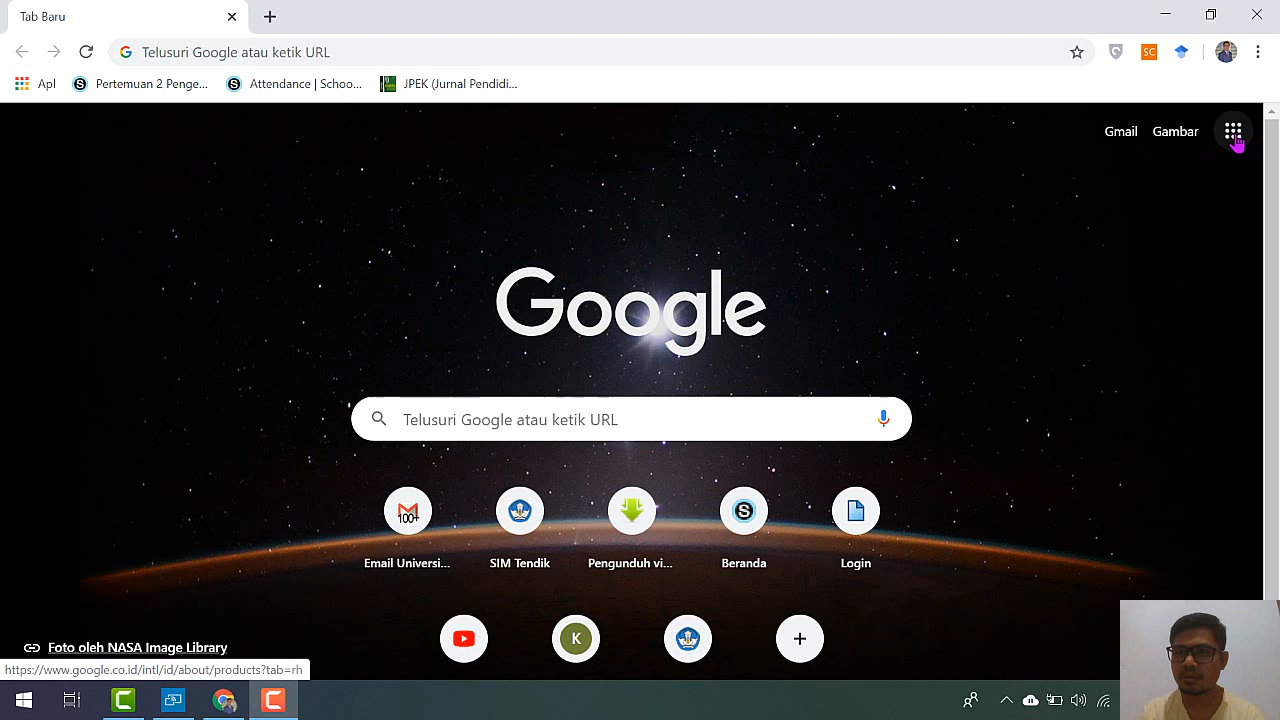 Tab Baru
Telusuri Google atau ketik URL
SC
Apl
Pertemuan 2 Penge...
Attendance | Schoo...
JPEK (Jurnal Pendidi...
Gmail
Gambar
Google
Telusuri Google atau ketik URL
100+
S
Email Universi...
SIM Tendik
Pengunduh vi...
Beranda
Login
K
Foto oleh NASA Image Library
https://www.google.co.id/intl/id/about/products?tab=rh